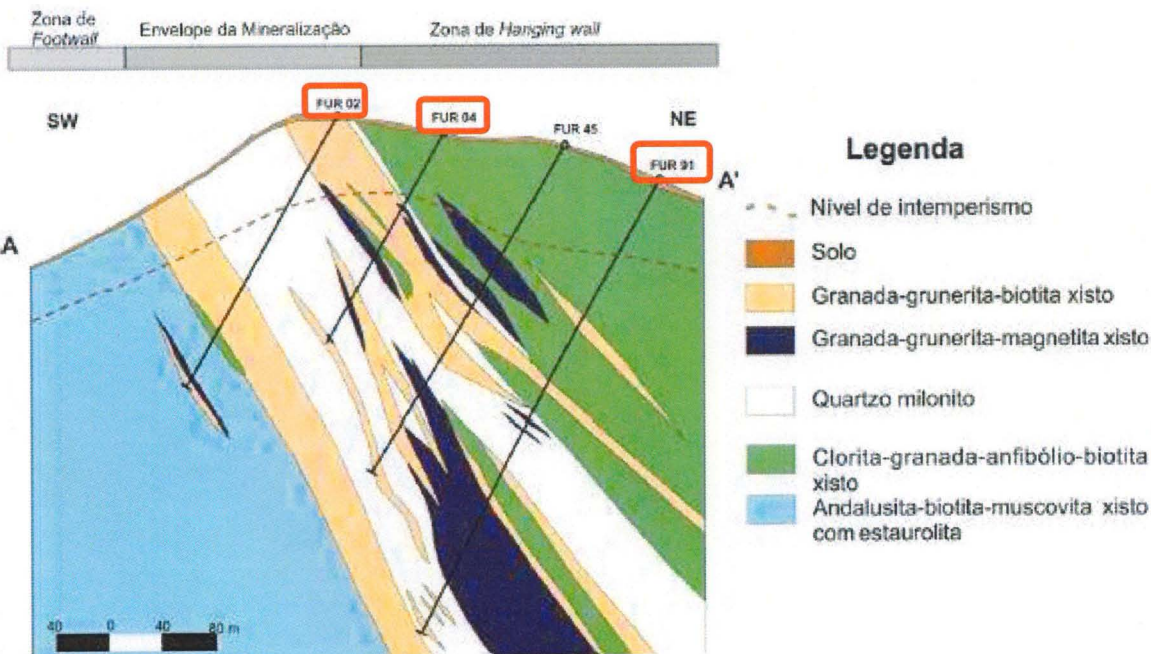 Zona de
Footwall
Envelope da Mineralização
Zona de Hanging wall
SW
FUR 02
FUR 04
FUR 45
NE
FUR 91
A'
A
40 0 40 80 m
Legenda
Nível de intemperismo
Solo
Granada-grunerita-biotita xisto
Granada-grunerita-magnetita xisto
Quartzo milonito
Clorita-granada-anfibólio-biotita
xisto
Andalusita-biotita-muscovita xisto
com estaurolita